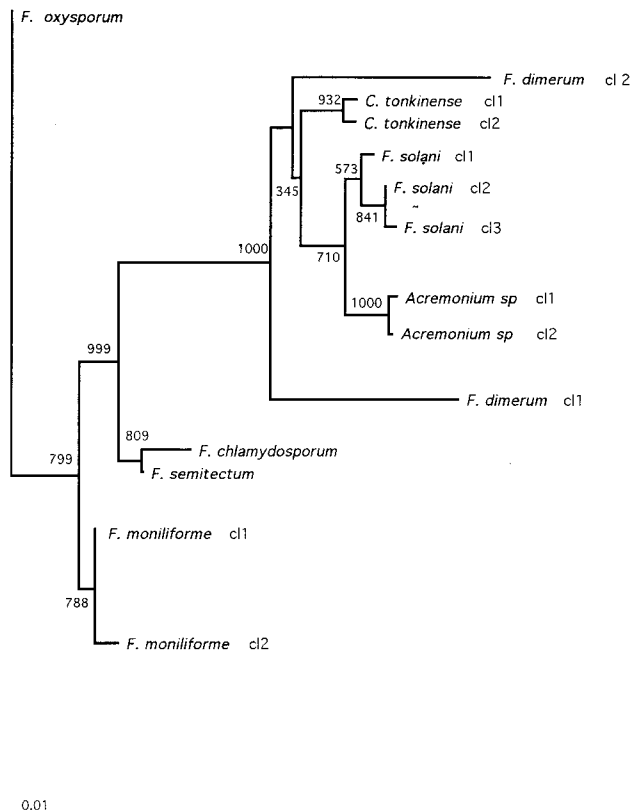 F. oxysporum
F. dimerum cl 2
932 C. tonkinense cl1
C. tonkinense cl2
573 F. solani cl1
345 F. solani cl2
841 F. solani cl3
1000 710
1000 Acremonium sp cl1
Acremonium sp cl2
999
F. dimerum cl1
809
799 F. chlamydosporum
F. semitectum
F. moniliforme cl1
788
F. moniliforme cl2
0.01